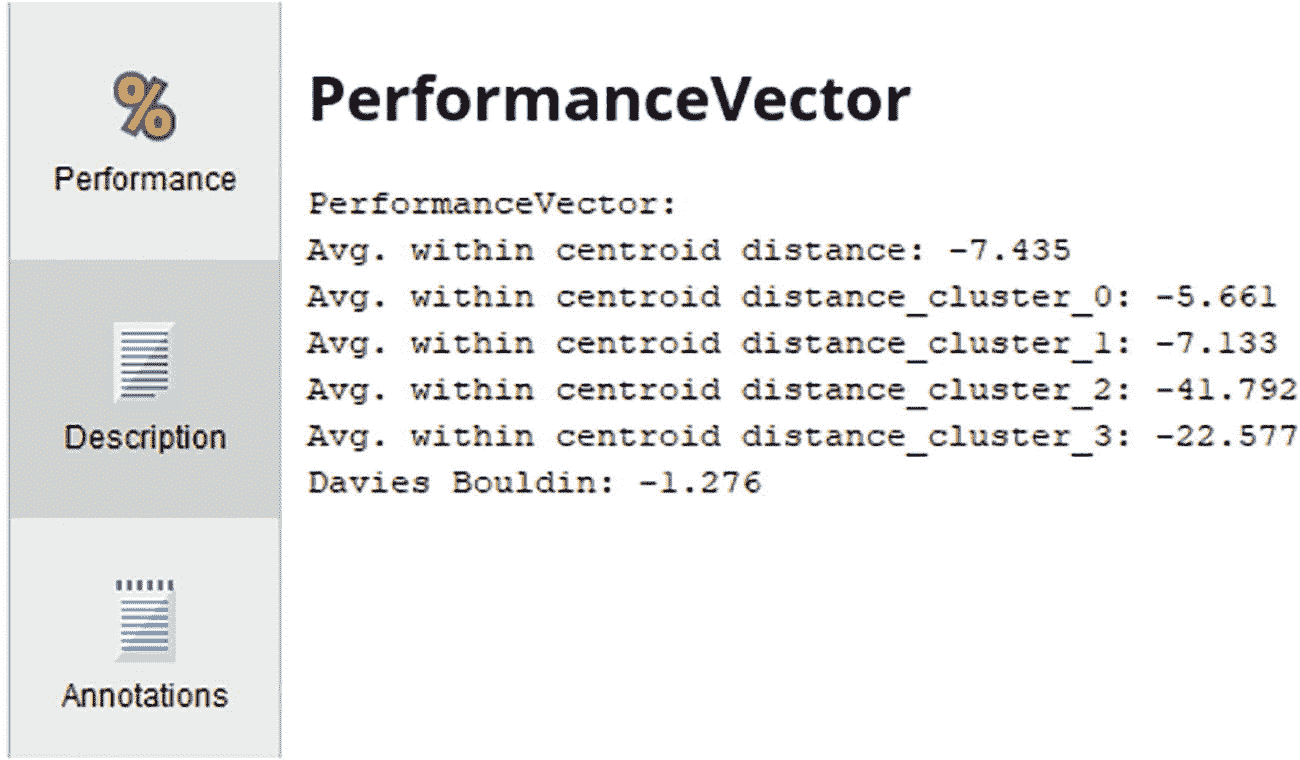 Performance
Description
Annotations
PerformanceVector
PerformanceVector:
Avg. within centroid distance: -7.435
Avg. within centroid distance_cluster_0: -5.661
Avg. within centroid distance_cluster_1: -7.133
Avg. within centroid distance_cluster_2: -41.792
Avg. within centroid distance_cluster_3: -22.577
Davies Bouldin: -1.276